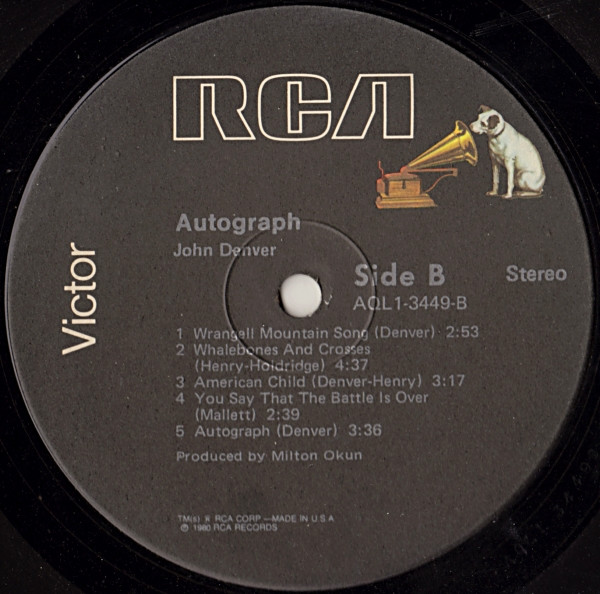 RCA
Victor
Autograph
John Denver
Side B
Stereo
AQL1-3449-B
1 Wrangell Mountain Song (Denver) 2:53
2 Whalebones And Crosses
(Henry-Holdridge) 4:37
3 American Child (Denver-Henry) 3:17
4 You Say That The Battle Is Over
(Mallett) 2:39
5 Autograph (Denver) 3:36
Produced by Milton Okun
TM(s) ® RCA CORP.—MADE IN U.S.A
℗ 1980 RCA RECORDS